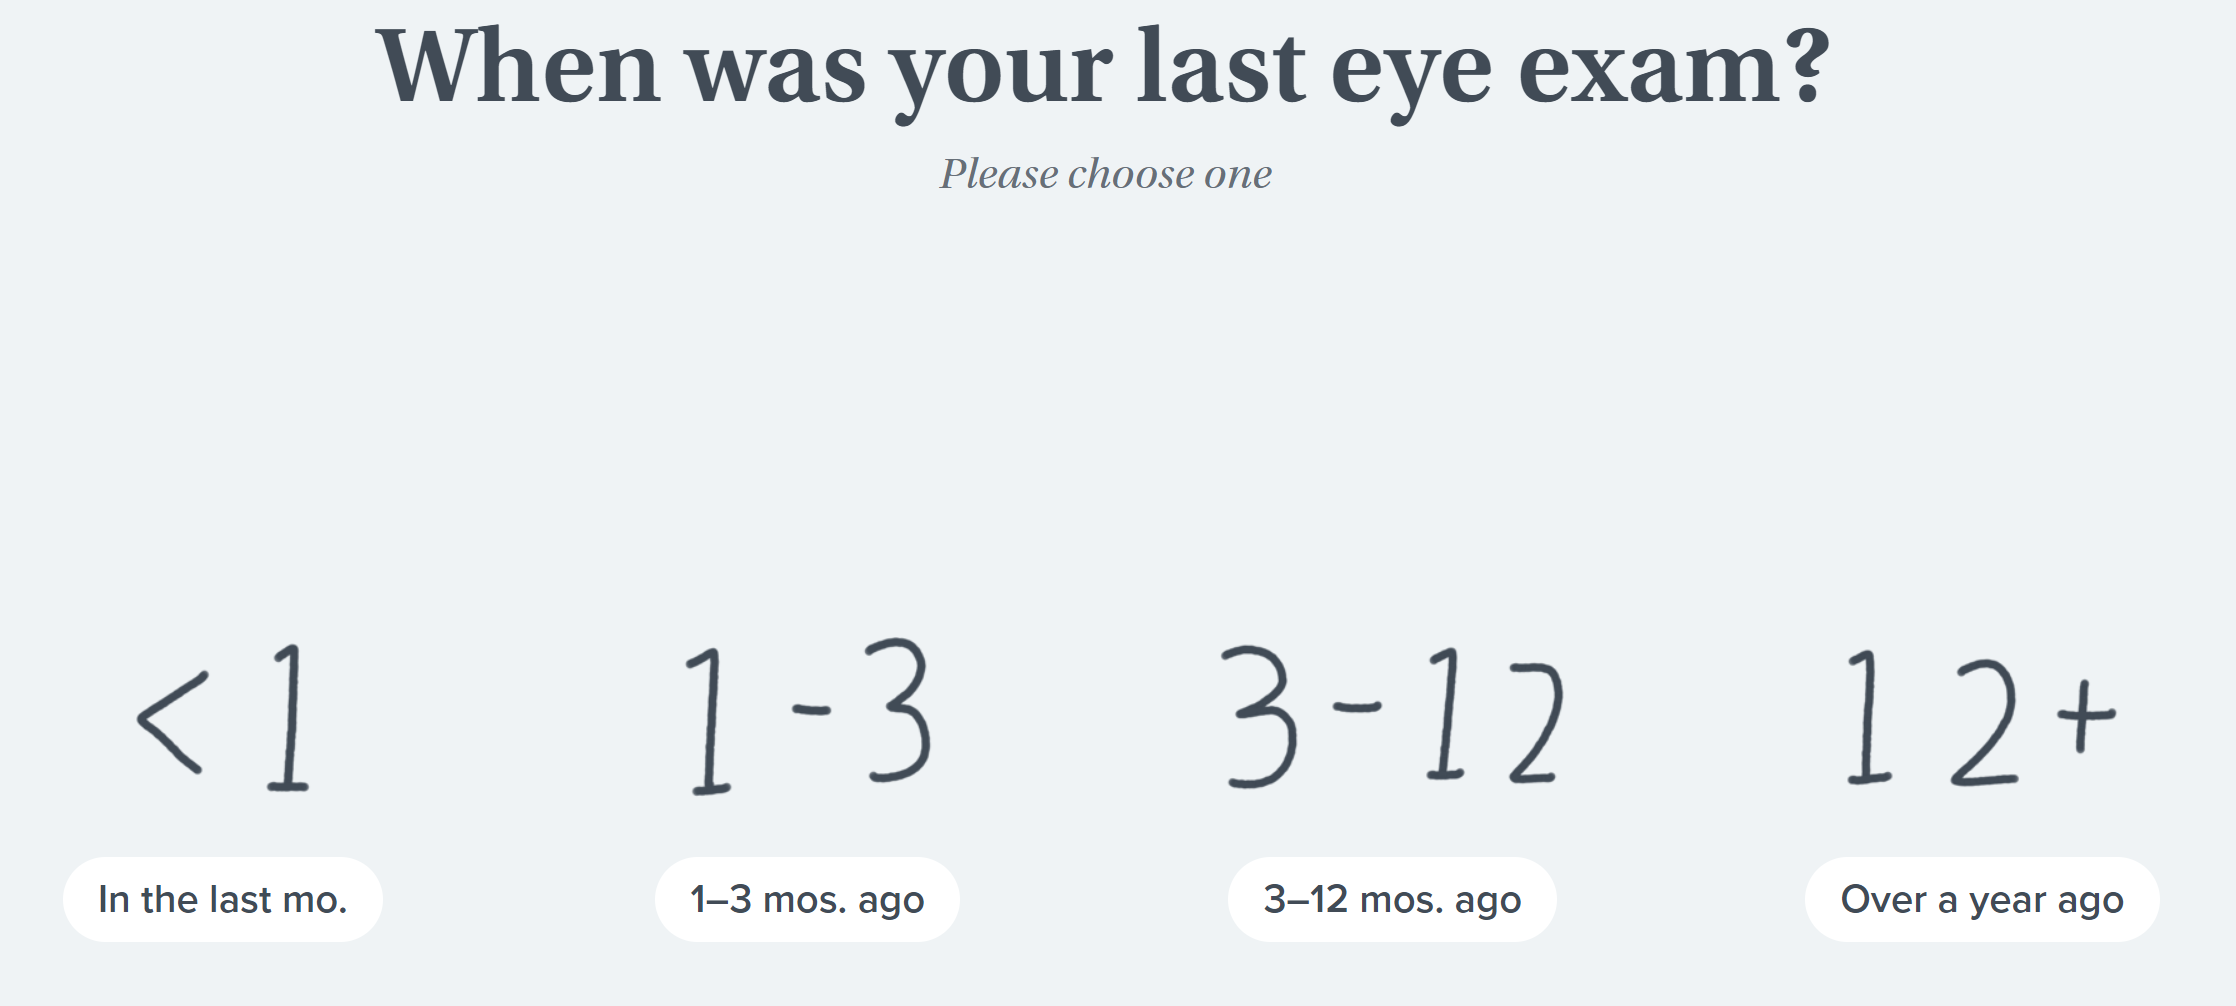 When was your last eye exam?
Please choose one
<1 1-3 3-12 12+
In the last mo. 1–3 mos. ago 3–12 mos. ago Over a year ago